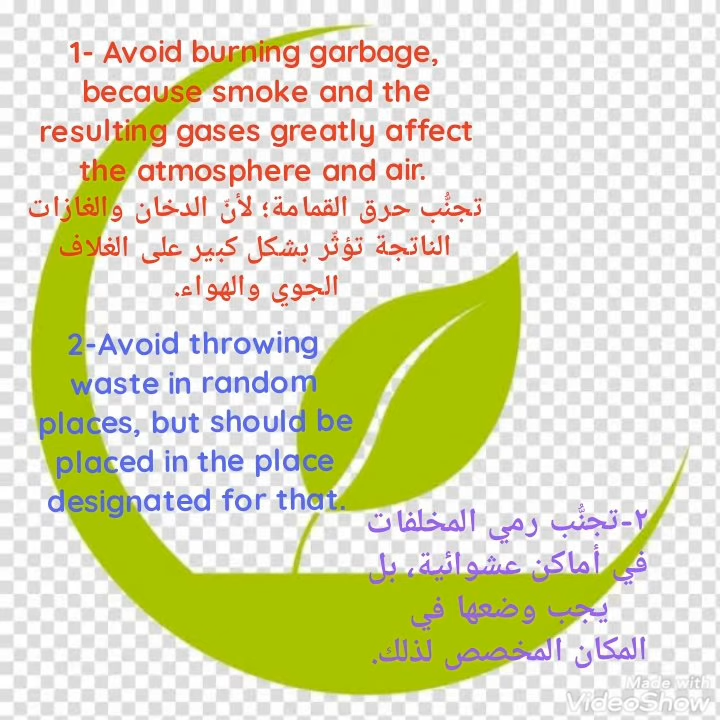 1- Avoid burning garbage,
because smoke and the
resulting gases greatly affect
the atmosphere and air.
تجنُّب حرق القمامة؛ لأنّ الدخان والغازات
الناتجة تؤثّر بشكل كبير على الغلاف
الجوي والهواء.
2-Avoid throwing
waste in random
places, but should be
placed in the place
designated for that.
٢-تجنُّب رمي المخلفات
في أماكن عشوائية، بل
يجب وضعها في
المكان المخصص لذلك.
Made with
VideoShow